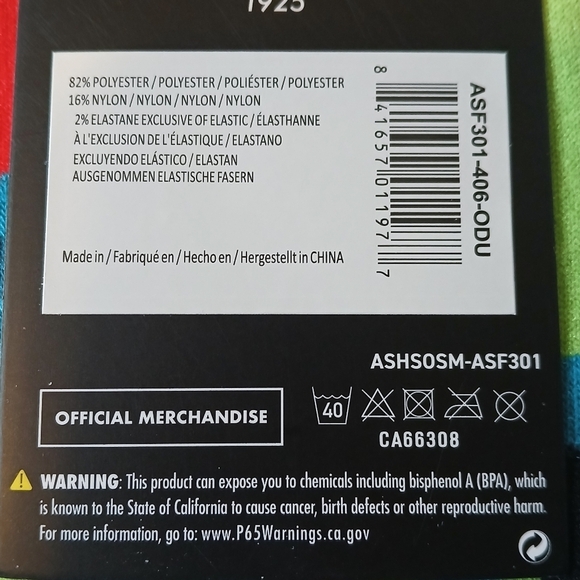 1925
82% POLYESTER / POLYESTER / POLIÉSTER / POLYESTER
16% NYLON / NYLON / NYLON / NYLON
2% ELASTANE EXCLUSIVE OF ELASTIC / ÉLASTHANNE
À L'EXCLUSION DE L'ÉLASTIQUE / ELASTANO
EXCLUYENDO ELÁSTICO / ELASTAN
AUSGENOMMEN ELASTISCHE FASERN
Made in / Fabriqué en / Hecho en / Hergestellt in CHINA
8 41657 01197 7
ASF301-406-ODU
ASHSOSM-ASF301
OFFICIAL MERCHANDISE
40
CA66308
WARNING: This product can expose you to chemicals including bisphenol A (BPA), which
is known to the State of California to cause cancer, birth defects or other reproductive harm.
For more information, go to: www.P65Warnings.ca.gov